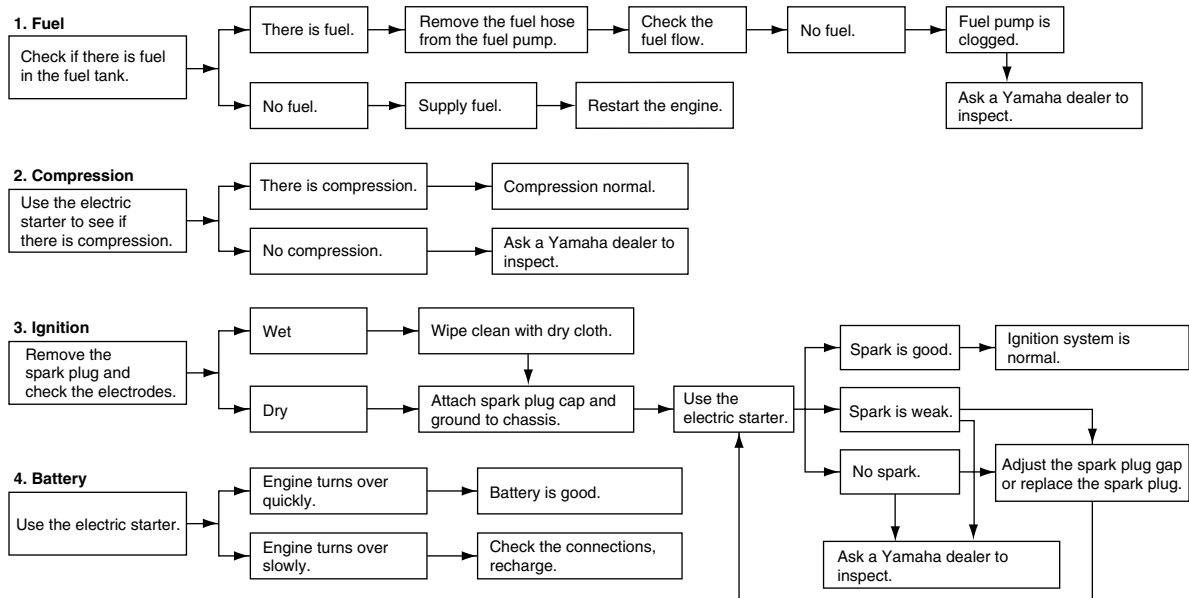 1. Fuel
Check if there is fuel
in the fuel tank.
There is fuel.
Remove the fuel hose
from the fuel pump.
Check the
fuel flow.
No fuel.
Fuel pump is
clogged.
Ask a Yamaha dealer to
inspect.
No fuel.
Supply fuel.
Restart the engine.
2. Compression
Use the electric
starter to see if
there is compression.
There is compression.
Compression normal.
No compression.
Ask a Yamaha dealer to
inspect.
3. Ignition
Remove the
spark plug and
check the electrodes.
Wet
Wipe clean with dry cloth.
Dry
Attach spark plug cap and
ground to chassis.
Use the
electric starter.
Spark is good.
Ignition system is
normal.
Spark is weak.
No spark.
Adjust the spark plug gap
or replace the spark plug.
Ask a Yamaha dealer to
inspect.
4. Battery
Use the electric starter.
Engine turns over
quickly.
Battery is good.
Engine turns over
slowly.
Check the connections,
recharge.